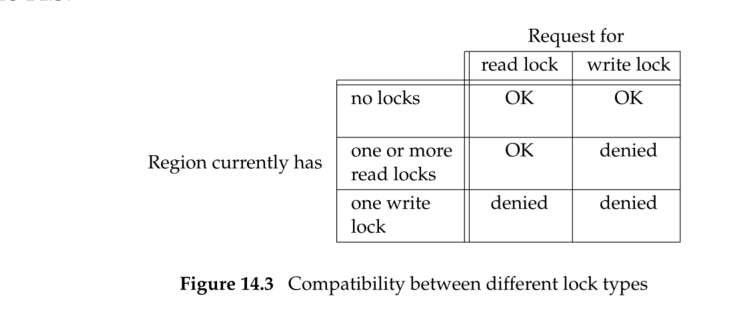 Request for
read lock write lock
no locks OK OK
one or more OK denied
Region currently has
read locks
one write denied denied
lock
Figure 14.3 Compatibility between different lock types